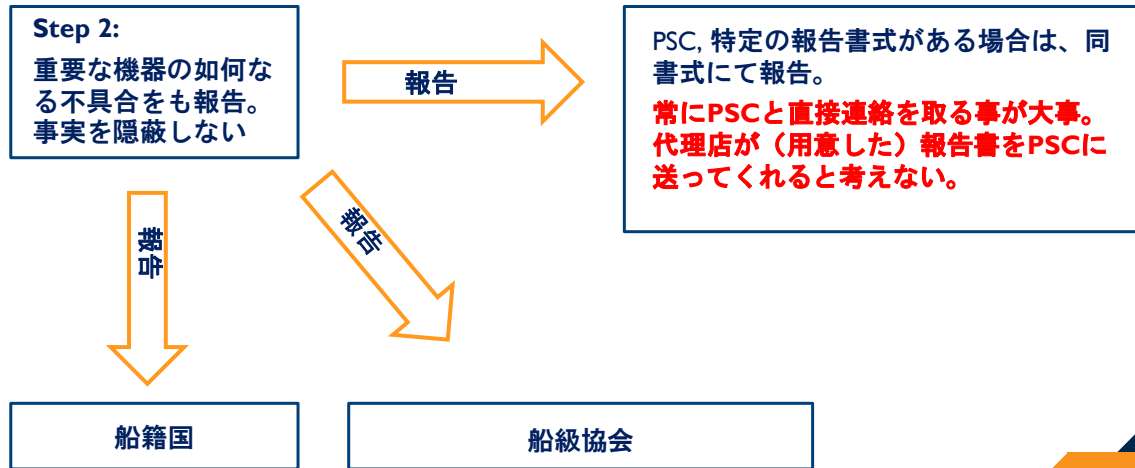 Step 2:
重要な機器の如何な
る不具合をも報告。
事実を隠蔽しない
報告
PSC, 特定の報告書式がある場合は、同
書式にて報告。
常にPSCと直接連絡を取る事が大事。
代理店が（用意した）報告書をPSCに
送ってくれると考えない。
報告
報告
船籍国
船級協会